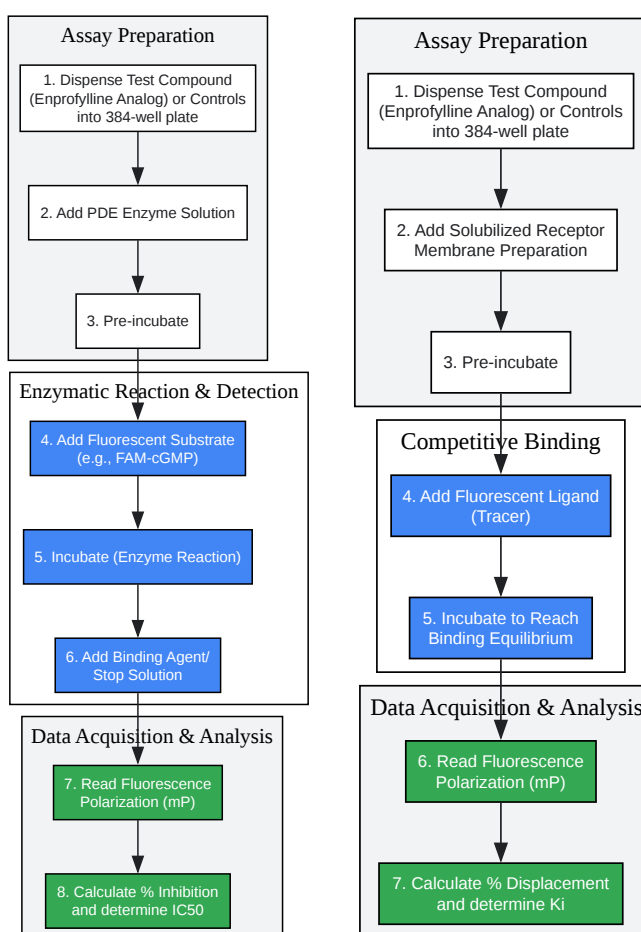 Assay Preparation
1. Dispense Test Compound
(Enprofylline Analog) or Controls
into 384-well plate
2. Add PDE Enzyme Solution
3. Pre-incubate
Enzymatic Reaction & Detection
4. Add Fluorescent Substrate
(e.g., FAM-cGMP)
5. Incubate (Enzyme Reaction)
6. Add Binding Agent/
Stop Solution
Data Acquisition & Analysis
7. Read Fluorescence
Polarization (mP)
8. Calculate % Inhibition
and determine IC50
Assay Preparation
1. Dispense Test Compound
(Enprofylline Analog) or Controls
into 384-well plate
2. Add Solubilized Receptor
Membrane Preparation
3. Pre-incubate
Competitive Binding
4. Add Fluorescent Ligand
(Tracer)
5. Incubate to Reach
Binding Equilibrium
Data Acquisition & Analysis
6. Read Fluorescence
Polarization (mP)
7. Calculate % Displacement
and determine Ki